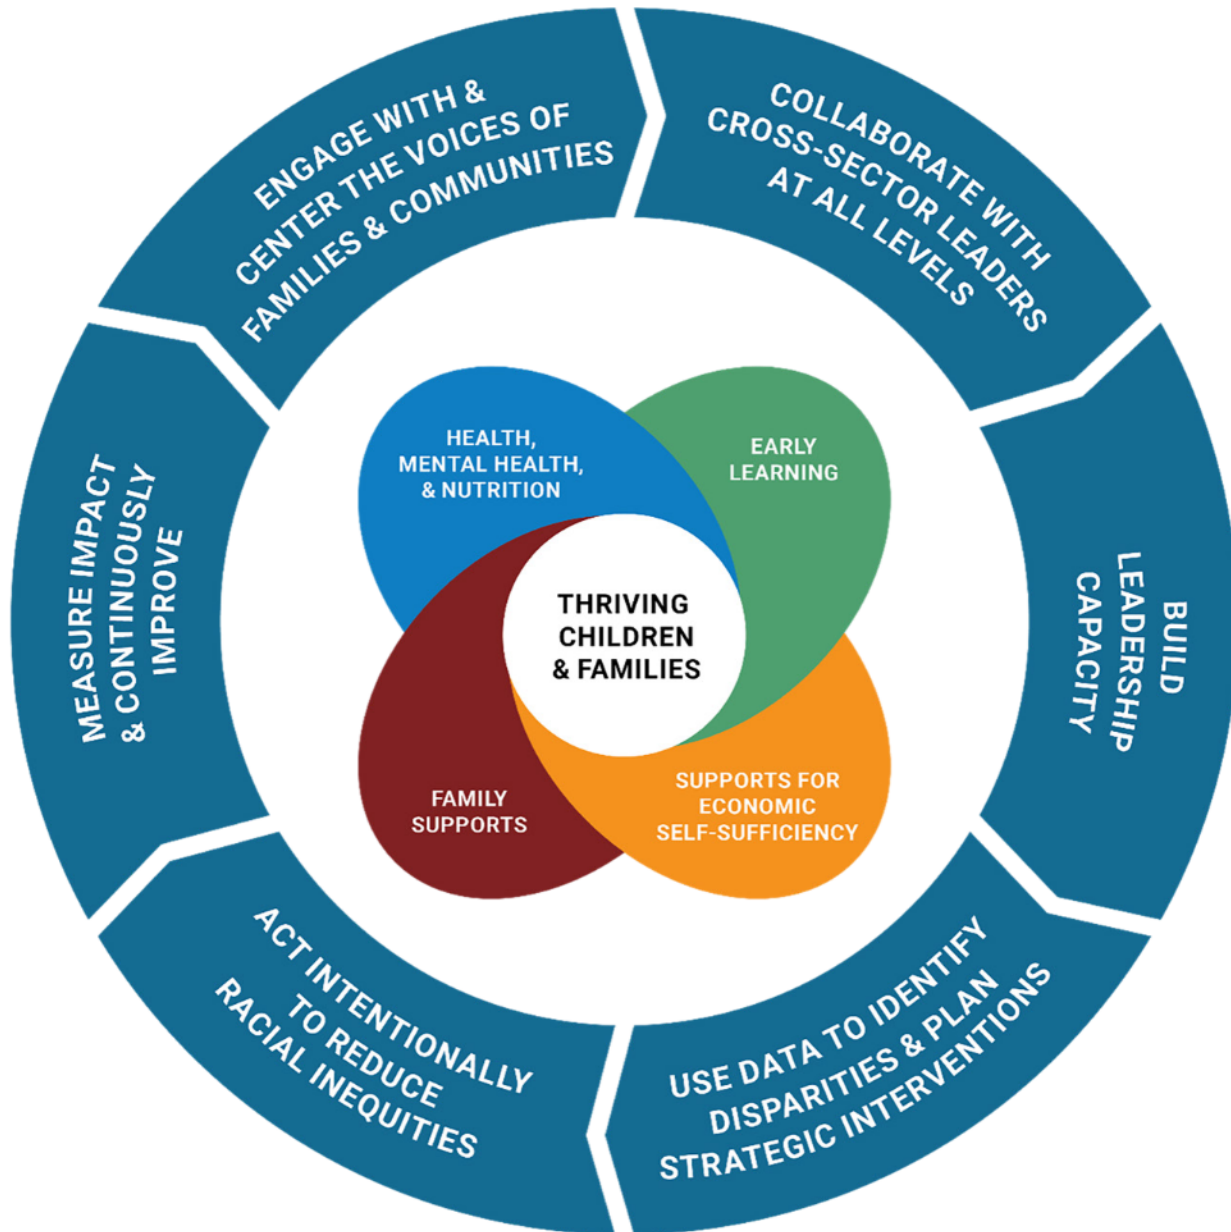 ENGAGE WITH &
CENTER THE VOICES OF
FAMILIES & COMMUNITIES
COLLABORATE WITH
CROSS-SECTOR LEADERS
AT ALL LEVELS
BUILD
LEADERSHIP
CAPACITY
USE DATA TO IDENTIFY
DISPARITIES & PLAN
STRATEGIC INTERVENTIONS
ACT INTENTIONALLY
TO REDUCE
RACIAL INEQUITIES
MEASURE IMPACT
& CONTINUOUSLY
IMPROVE
HEALTH,
MENTAL HEALTH,
& NUTRITION
EARLY
LEARNING
THRIVING
CHILDREN
& FAMILIES
FAMILY
SUPPORTS
SUPPORTS FOR
ECONOMIC
SELF-SUFFICIENCY